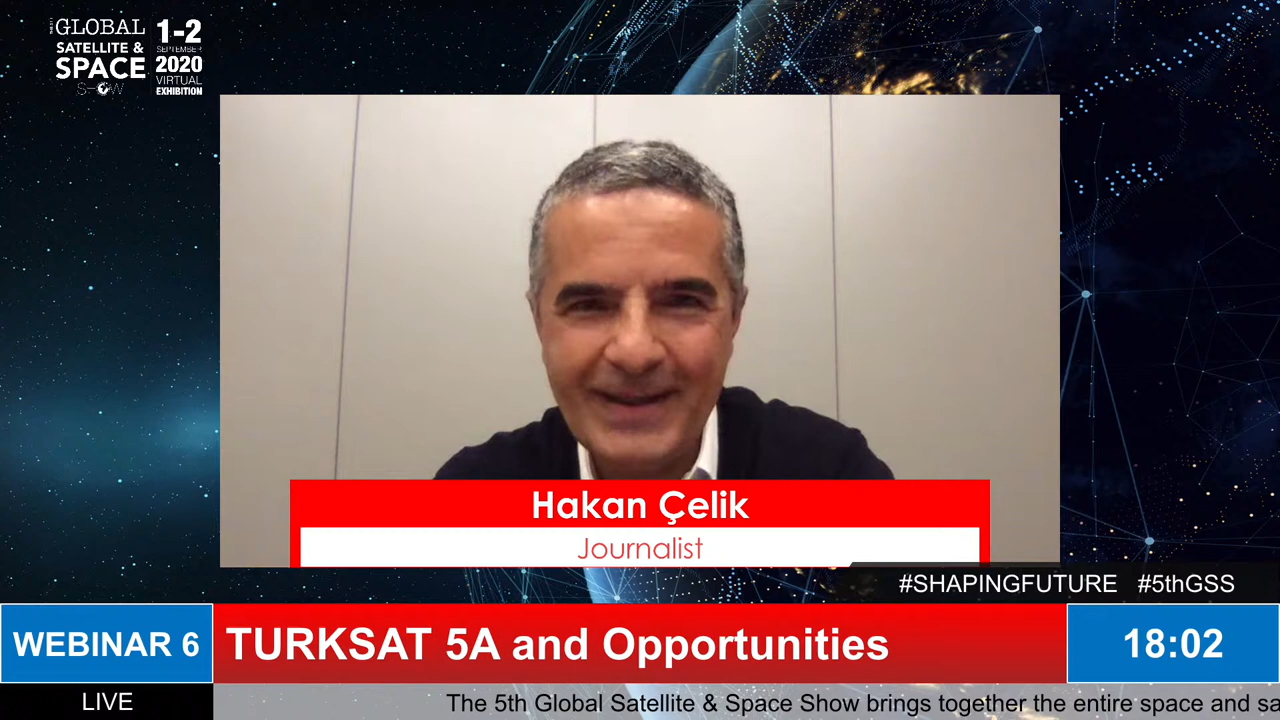 GLOBAL
SATELLITE &
SPACE
SHOW
1-2
SEPTEMBER
2020
VIRTUAL
EXHIBITION
Hakan Çelik
Journalist
#SHAPINGFUTURE #5thGSS
WEBINAR 6
TURKSAT 5A and Opportunities
18:02
LIVE
The 5th Global Satellite & Space Show brings together the entire space and sa